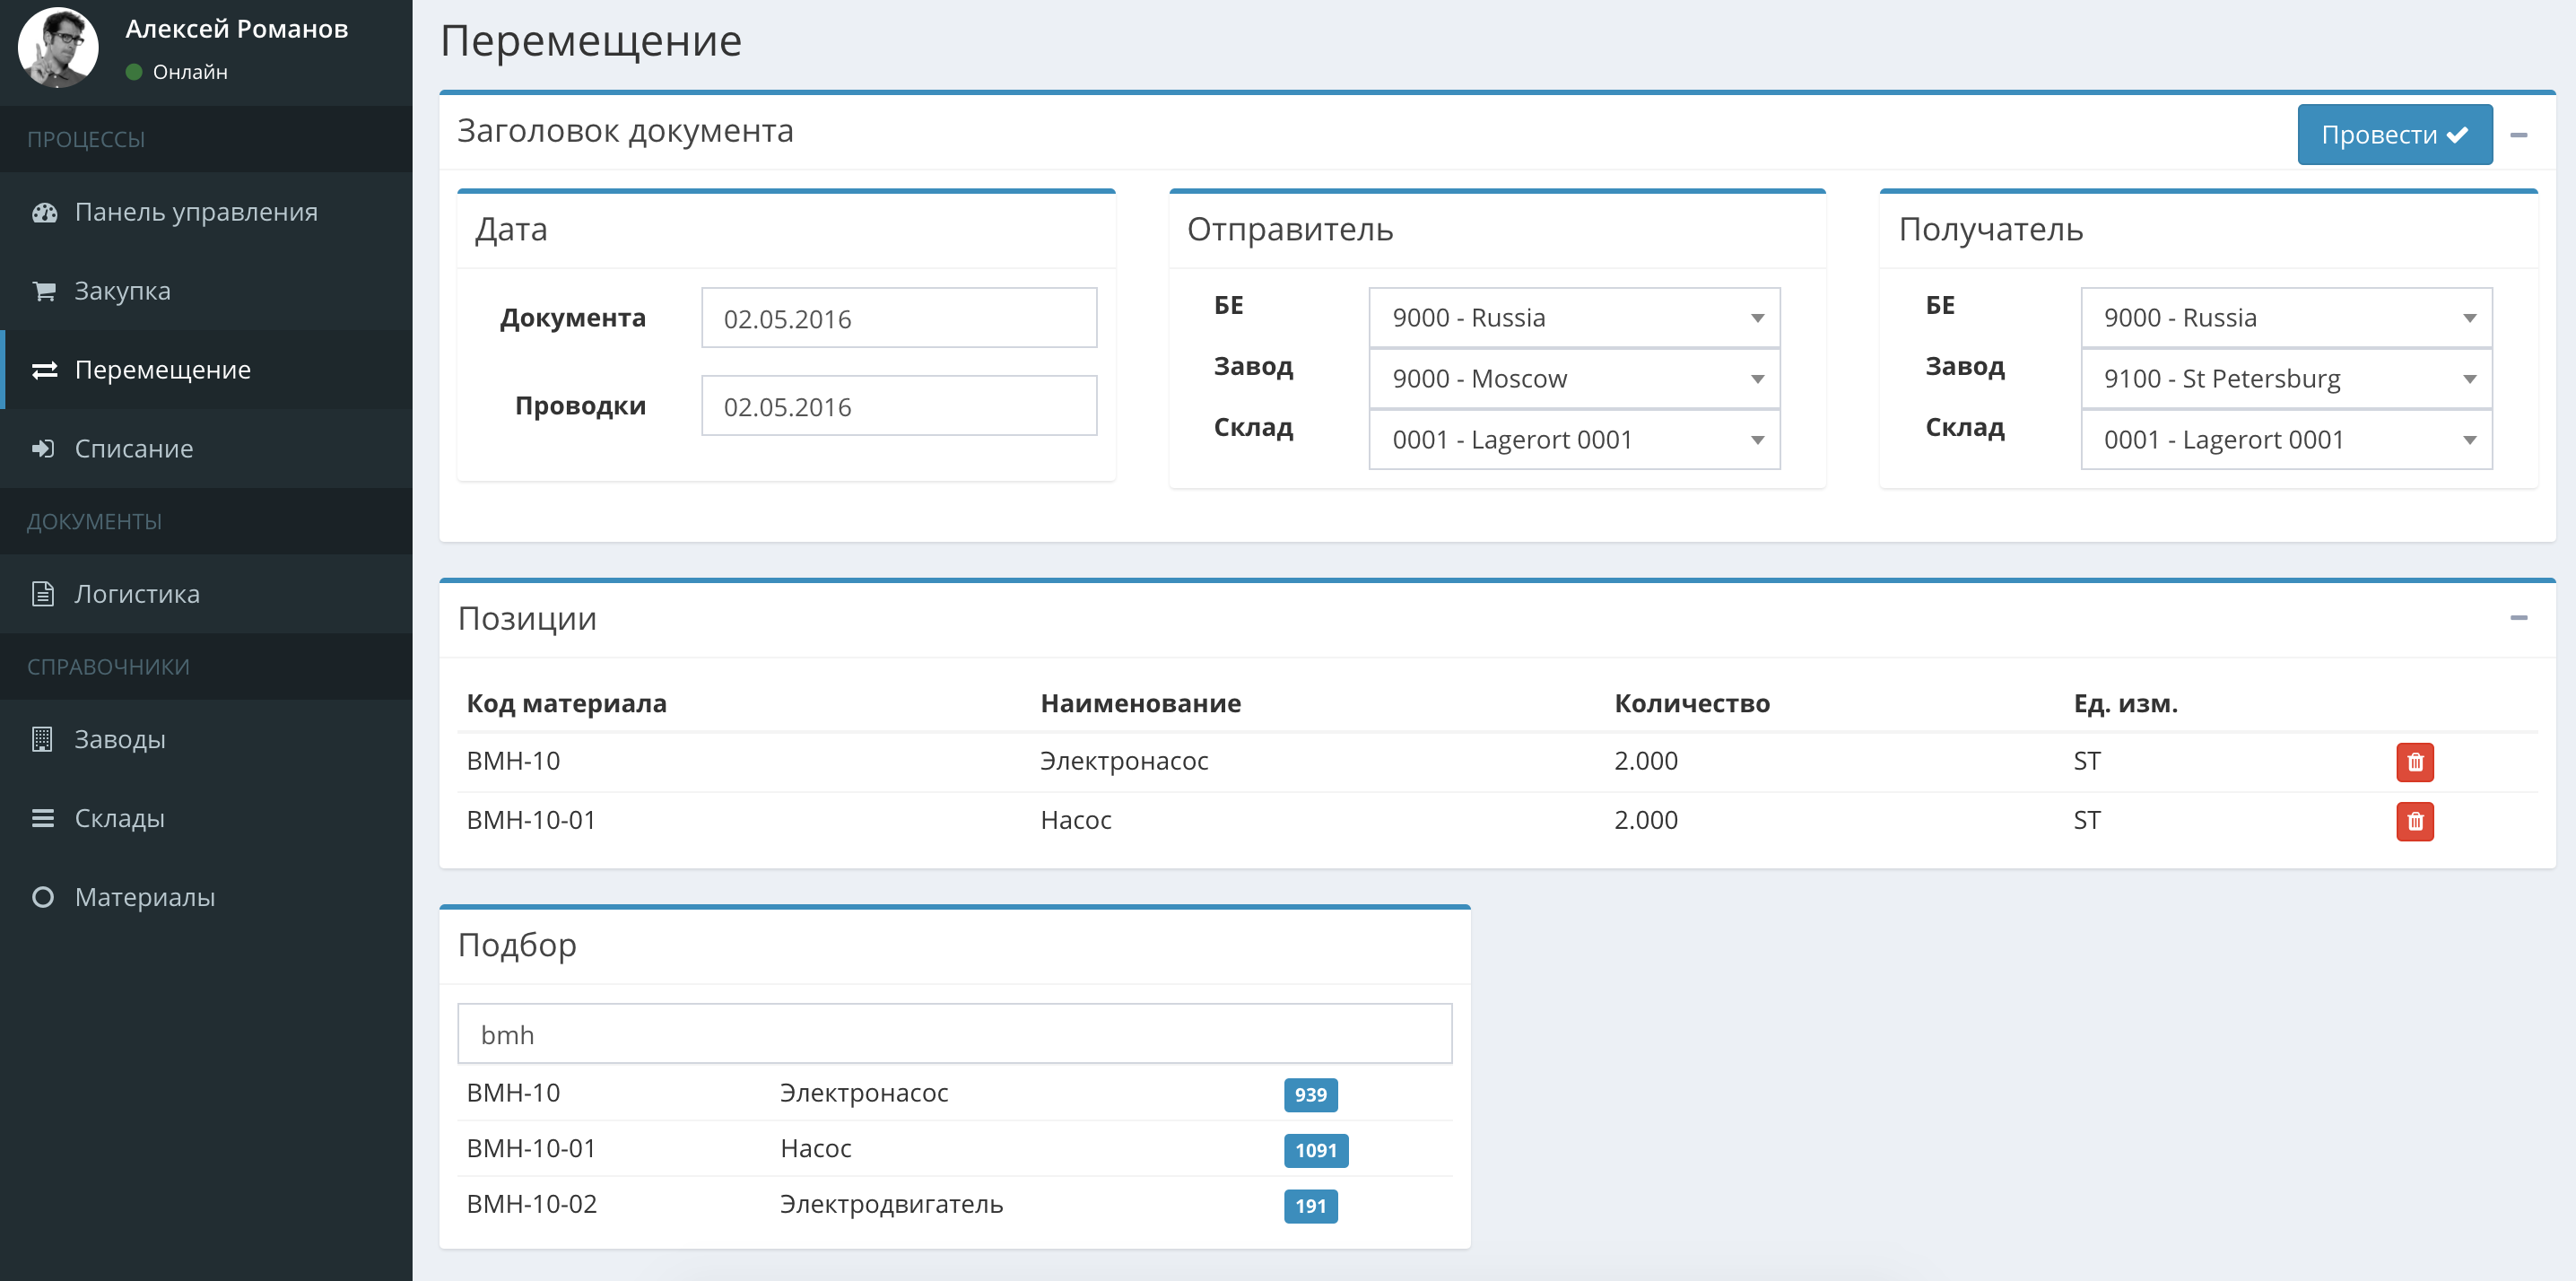 Алексей Романов
Онлайн
ПРОЦЕССЫ
Панель управления
Закупка
Перемещение
Списание
ДОКУМЕНТЫ
Логистика
СПРАВОЧНИКИ
Заводы
Склады
Материалы
Перемещение
Заголовок документа
Провести
Дата
Документа 02.05.2016
Проводки 02.05.2016
Отправитель
БЕ 9000 - Russia
Завод 9000 - Moscow
Склад 0001 - Lagerort 0001
Получатель
БЕ 9000 - Russia
Завод 9100 - St Petersburg
Склад 0001 - Lagerort 0001
Позиции
Код материала Наименование Количество Ед. изм.
BMH-10 Электронасос 2.000 ST
BMH-10-01 Насос 2.000 ST
Подбор
bmh
BMH-10 Электронасос 939
BMH-10-01 Насос 1091
BMH-10-02 Электродвигатель 191